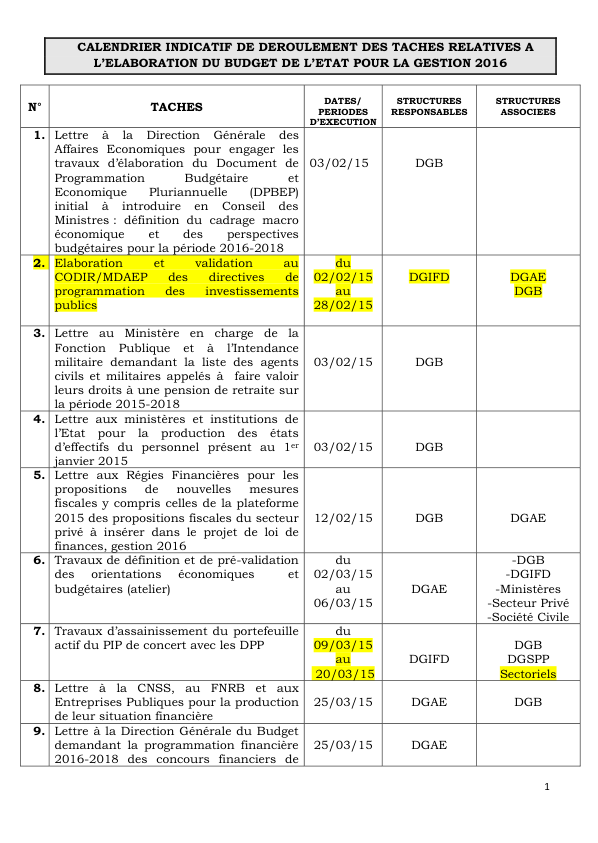 CALENDRIER INDICATIF DE DEROULEMENT DES TACHES RELATIVES A
L'ELABORATION DU BUDGET DE L'ETAT POUR LA GESTION 2016
N°
TACHES
DATES/
PERIODES
D'EXECUTION
STRUCTURES
RESPONSABLES
STRUCTURES
ASSOCIEES
1.
Lettre à la Direction Générale des
Affaires Economiques pour engager les
travaux d'élaboration du Document de
Programmation Budgétaire et
Economique Pluriannuelle (DPBEP)
initial à introduire en Conseil des
Ministres : définition du cadrage macro
économique et des perspectives
budgétaires pour la période 2016-2018
03/02/15
DGB
2.
Elaboration et validation au
CODIR/MDAEP des directives de
programmation des investissements
publics
du
02/02/15
au
28/02/15
DGIFD
DGAE
DGB
3.
Lettre au Ministère en charge de la
Fonction Publique et à l'Intendance
militaire demandant la liste des agents
civils et militaires appelés à faire valoir
leurs droits à une pension de retraite sur
la période 2015-2018
03/02/15
DGB
4.
Lettre aux ministères et institutions de
l'Etat pour la production des états
d'effectifs du personnel présent au 1er
janvier 2015
03/02/15
DGB
5.
Lettre aux Régies Financières pour les
propositions de nouvelles mesures
fiscales y compris celles de la plateforme
2015 des propositions fiscales du secteur
privé à insérer dans le projet de loi de
finances, gestion 2016
12/02/15
DGB
DGAE
6.
Travaux de définition et de pré-validation
des orientations économiques et
budgétaires (atelier)
du
02/03/15
au
06/03/15
DGAE
-DGB
-DGIFD
-Ministères
-Secteur Privé
-Société Civile
7.
Travaux d'assainissement du portefeuille
actif du PIP de concert avec les DPP
du
09/03/15
au
20/03/15
DGIFD
DGB
DGSPP
Sectoriels
8.
Lettre à la CNSS, au FNRB et aux
Entreprises Publiques pour la production
de leur situation financière
25/03/15
DGAE
DGB
9.
Lettre à la Direction Générale du Budget
demandant la programmation financière
2016-2018 des concours financiers de
25/03/15
DGAE
1